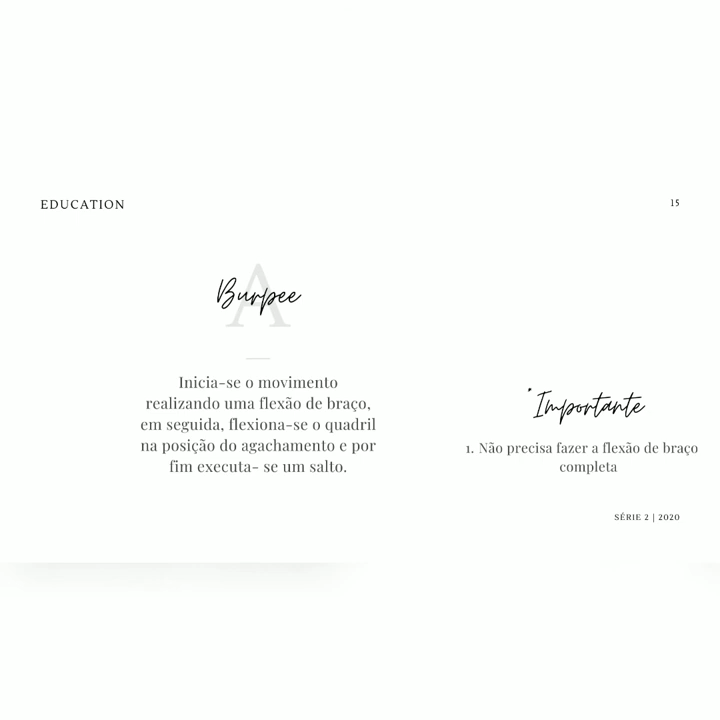 EDUCATION
15
A
Burpee
Inicia-se o movimento
realizando uma flexão de braço,
em seguida, flexiona-se o quadril
na posição do agachamento e por
fim executa- se um salto.
*Importante
1. Não precisa fazer a flexão de braço
completa
SÉRIE 2 | 2020